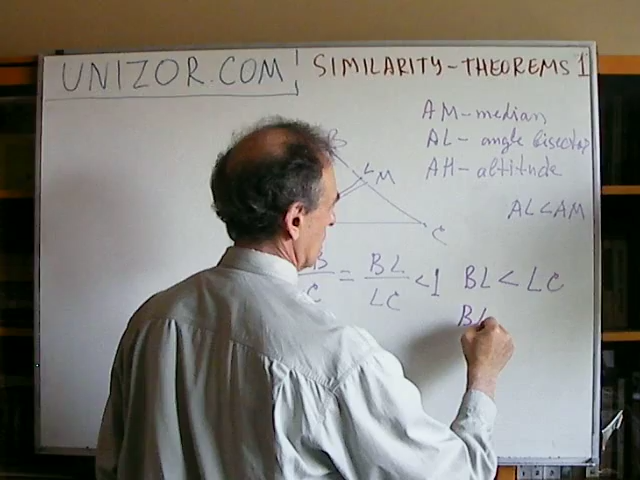 UNIZOR.COM
SIMILARITY-THEOREMS 1
AM-median
AL- angle bisector
AH-altitude
AL<AM
B
L M
C
B/C = BL/LC <1 BL < LC
BL